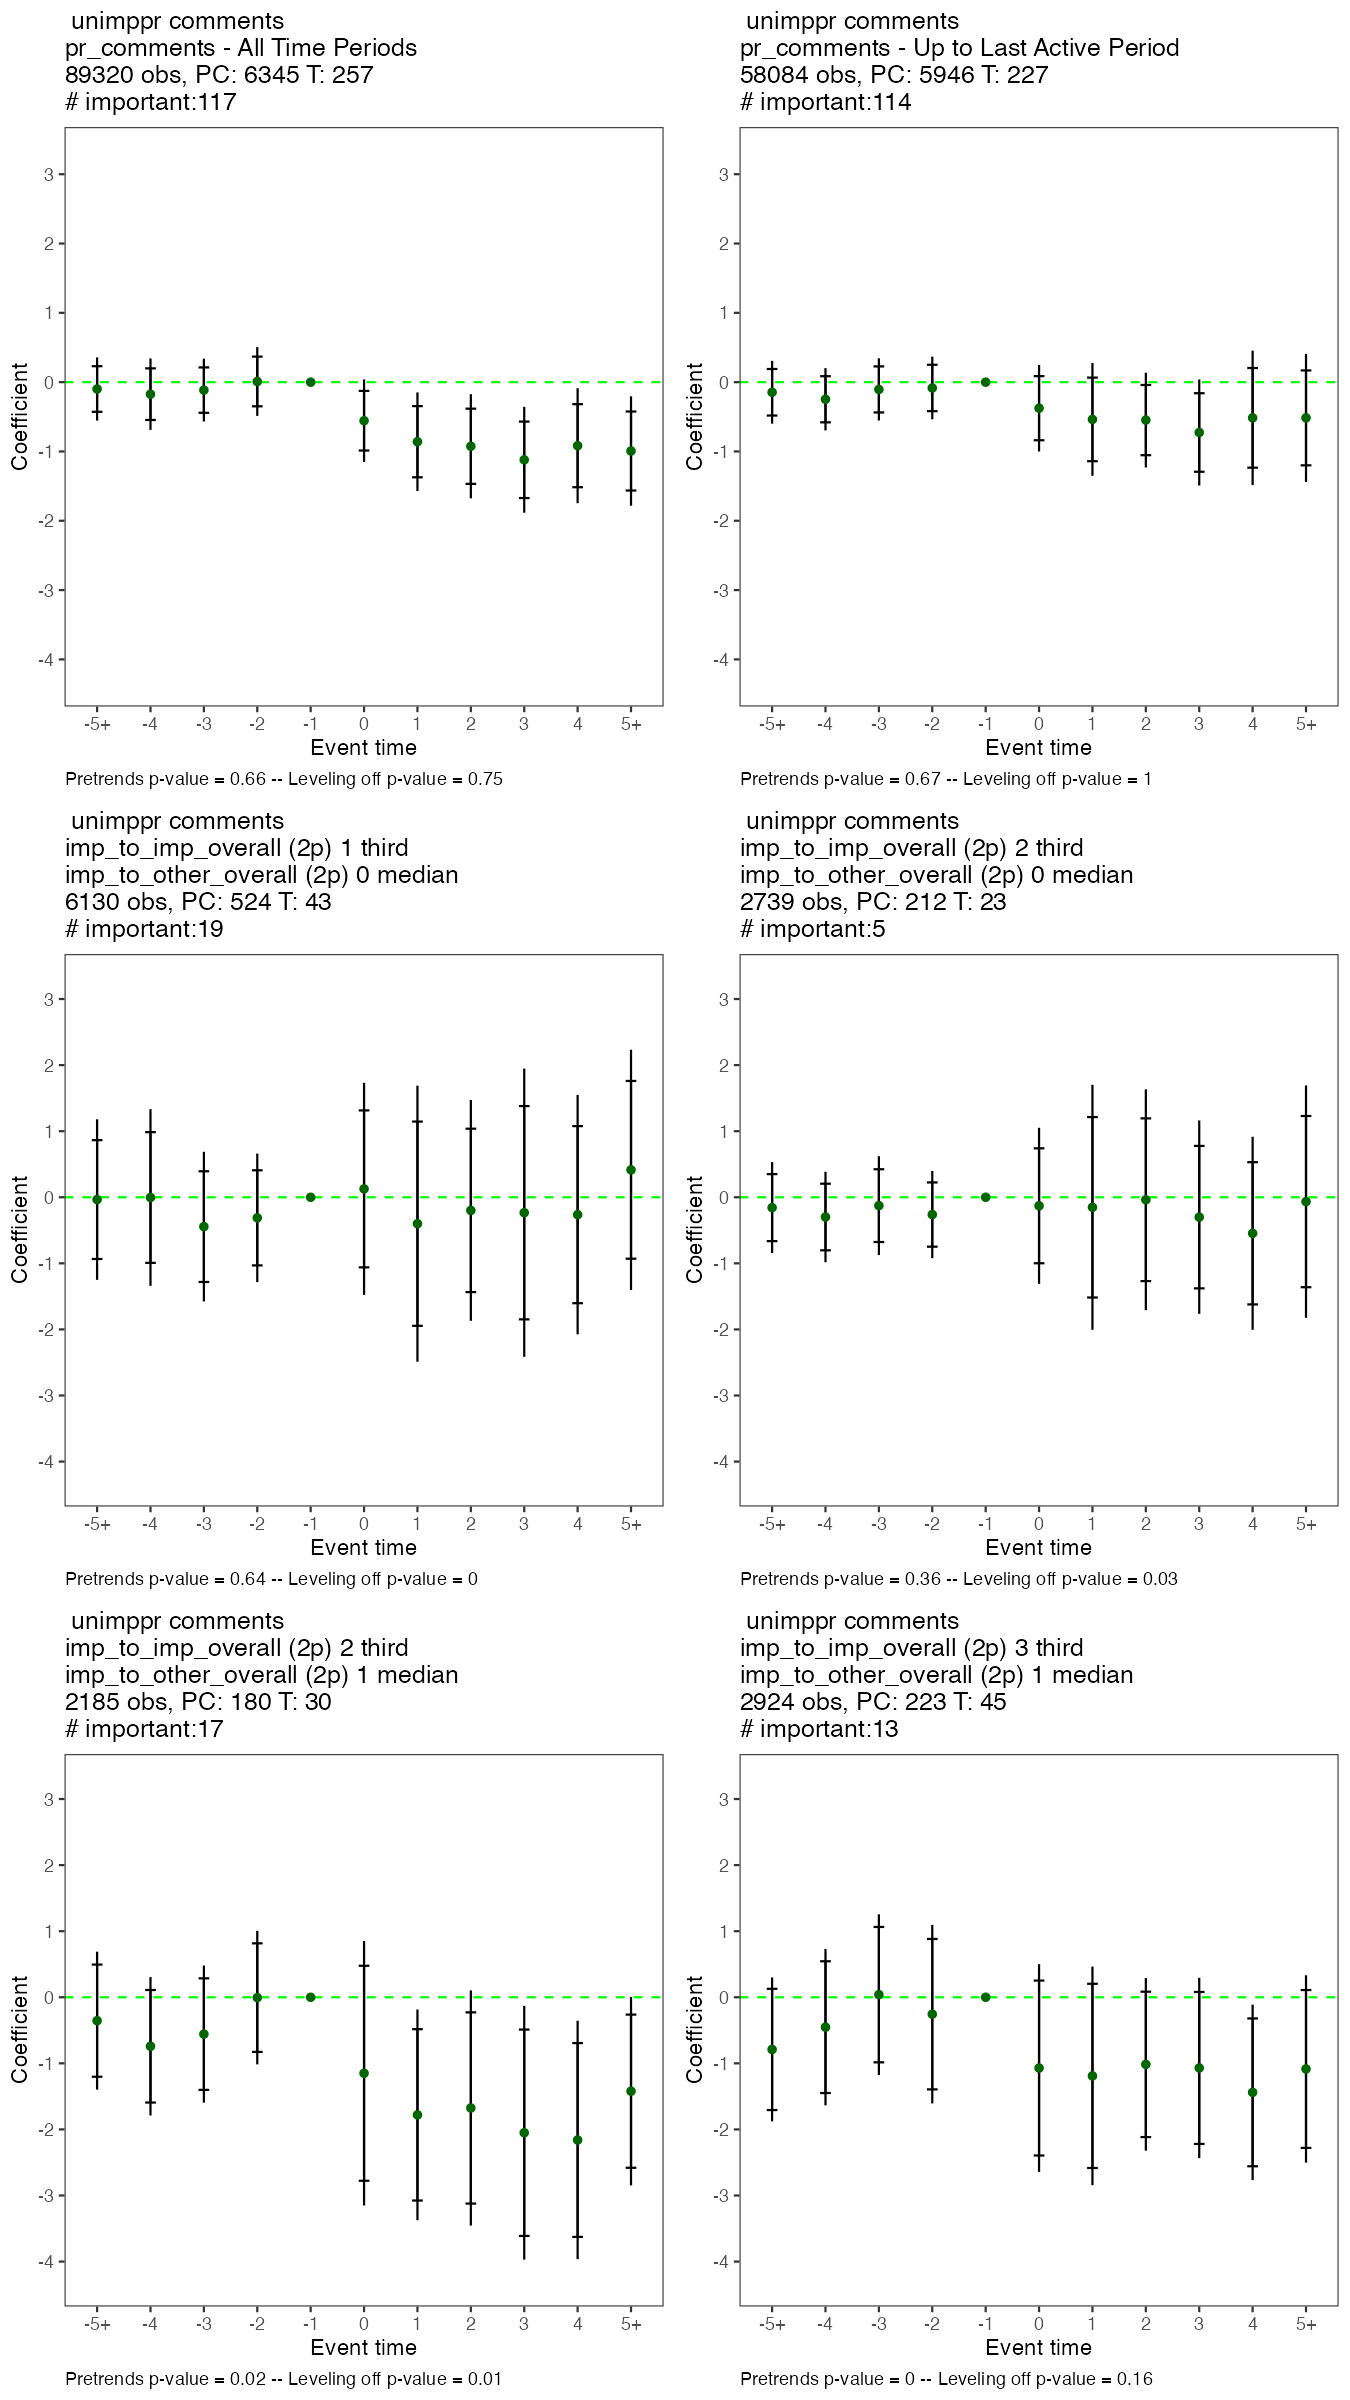 unimppr comments
pr_comments - All Time Periods
89320 obs, PC: 6345 T: 257
# important:117
3
2
1
0
-1
-2
-3
-4
Coefficient
-5+ -4 -3 -2 -1 0 1 2 3 4 5+
Event time
Pretrends p-value = 0.66 -- Leveling off p-value = 0.75
unimppr comments
pr_comments - Up to Last Active Period
58084 obs, PC: 5946 T: 227
# important:114
3
2
1
0
-1
-2
-3
-4
Coefficient
-5+ -4 -3 -2 -1 0 1 2 3 4 5+
Event time
Pretrends p-value = 0.67 -- Leveling off p-value = 1
unimppr comments
imp_to_imp_overall (2p) 1 third
imp_to_other_overall (2p) 0 median
6130 obs, PC: 524 T: 43
# important:19
3
2
1
0
-1
-2
-3
-4
Coefficient
-5+ -4 -3 -2 -1 0 1 2 3 4 5+
Event time
Pretrends p-value = 0.64 -- Leveling off p-value = 0
unimppr comments
imp_to_imp_overall (2p) 2 third
imp_to_other_overall (2p) 0 median
2739 obs, PC: 212 T: 23
# important:5
3
2
1
0
-1
-2
-3
-4
Coefficient
-5+ -4 -3 -2 -1 0 1 2 3 4 5+
Event time
Pretrends p-value = 0.36 -- Leveling off p-value = 0.03
unimppr comments
imp_to_imp_overall (2p) 2 third
imp_to_other_overall (2p) 1 median
2185 obs, PC: 180 T: 30
# important:17
3
2
1
0
-1
-2
-3
-4
Coefficient
-5+ -4 -3 -2 -1 0 1 2 3 4 5+
Event time
Pretrends p-value = 0.02 -- Leveling off p-value = 0.01
unimppr comments
imp_to_imp_overall (2p) 3 third
imp_to_other_overall (2p) 1 median
2924 obs, PC: 223 T: 45
# important:13
3
2
1
0
-1
-2
-3
-4
Coefficient
-5+ -4 -3 -2 -1 0 1 2 3 4 5+
Event time
Pretrends p-value = 0 -- Leveling off p-value = 0.16